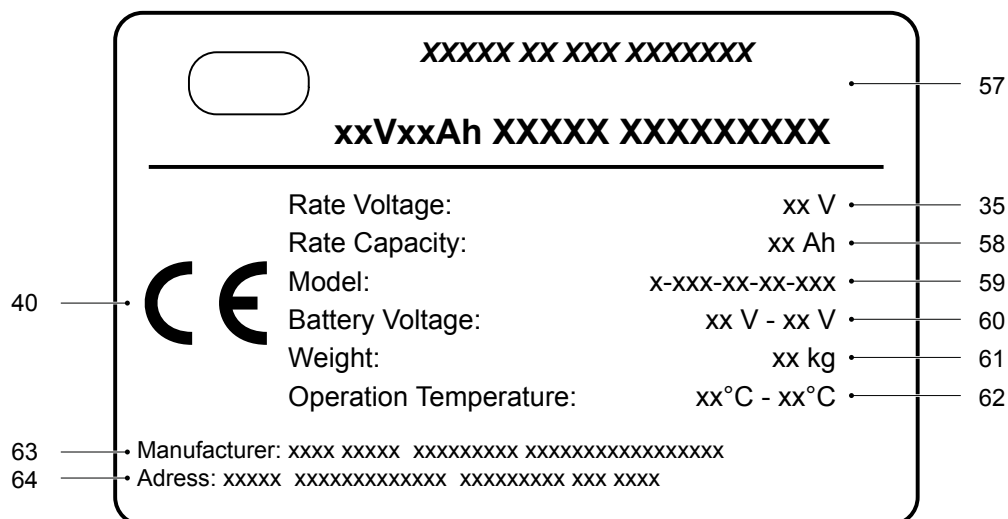 XXXXX XX XXX XXXXXXX
57
xxVxxAh XXXXX XXXXXXXXX
Rate Voltage: xx V 35
Rate Capacity: xx Ah 58
Model: x-xxx-xx-xx-xxx 59
40 CE
Battery Voltage: xx V - xx V 60
Weight: xx kg 61
Operation Temperature: xx°C - xx°C 62
63 Manufacturer: xxxx xxxxx xxxxxxxxx xxxxxxxxxxxxxxxxx
64 Adress: xxxxx xxxxxxxxxxxxx xxxxxxxxx xxx xxxx